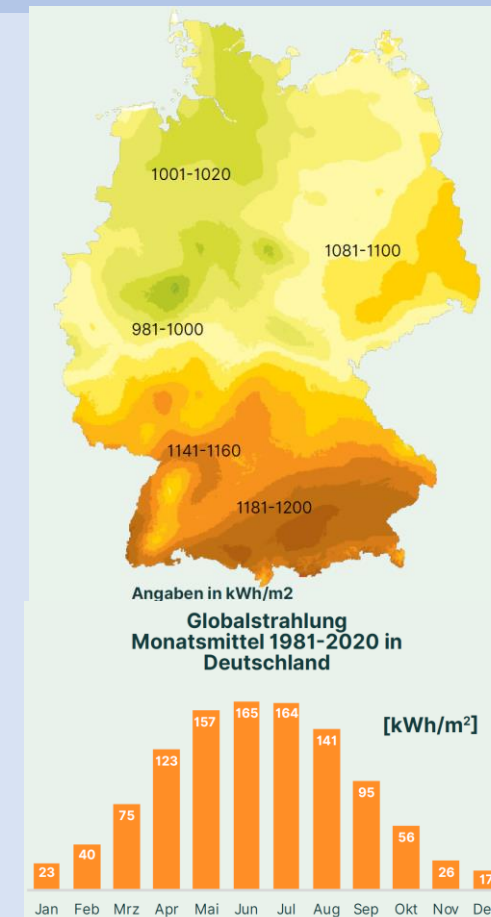 1001-1020
1081-1100
981-1000
1141-1160
1181-1200
Angaben in kWh/m2
Globalstrahlung
Monatsmittel 1981-2020 in
Deutschland
[kWh/m²]
23
40
75
123
157
165
164
141
95
56
26
17
Jan Feb Mrz Apr Mai Jun Jul Aug Sep Okt Nov De